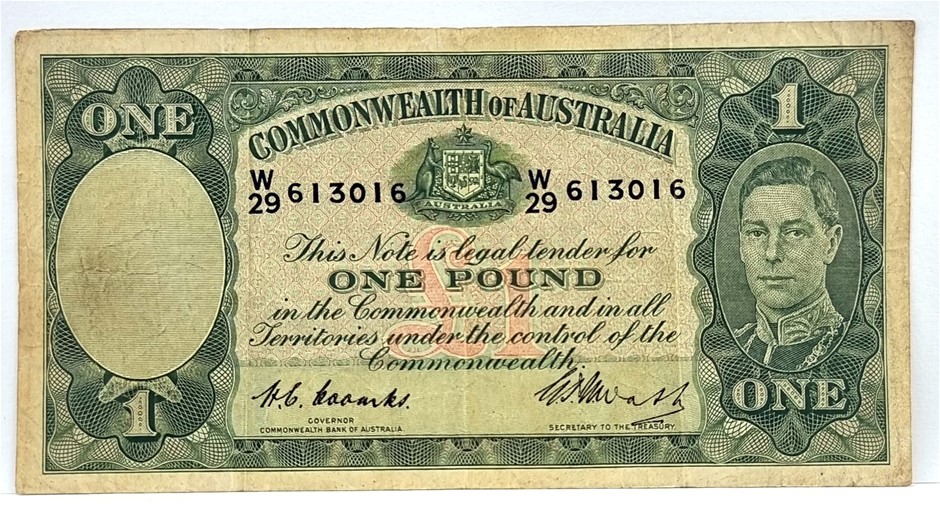 ONE
COMMONWEALTH OF AUSTRALIA
1
W/29 613016
AUSTRALIA
W/29 613016
This Note is legal tender for
ONE POUND
in the Commonwealth and in all
Territories under the control of the
Commonwealth,
£1
H.C. Coombs.
GOVERNOR
COMMONWEALTH BANK OF AUSTRALIA.
SECRETARY TO THE TREASURY.
1
ONE